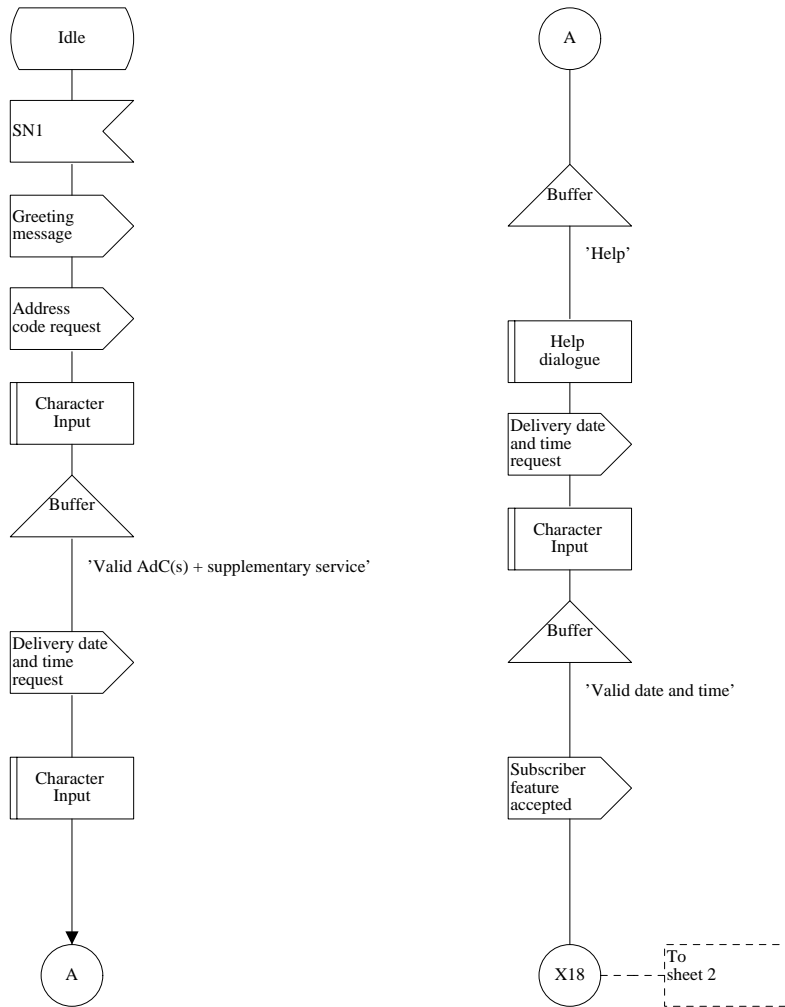 Idle
SN1
Greeting
message
Address
code request
Character
Input
Buffer
’Valid AdC(s) + supplementary service’
Delivery date
and time
request
Character
Input
A
A
Buffer
’Help’
Help
dialogue
Delivery date
and time
request
Character
Input
Buffer
’Valid date and time’
Subscriber
feature
accepted
X18
To
sheet 2